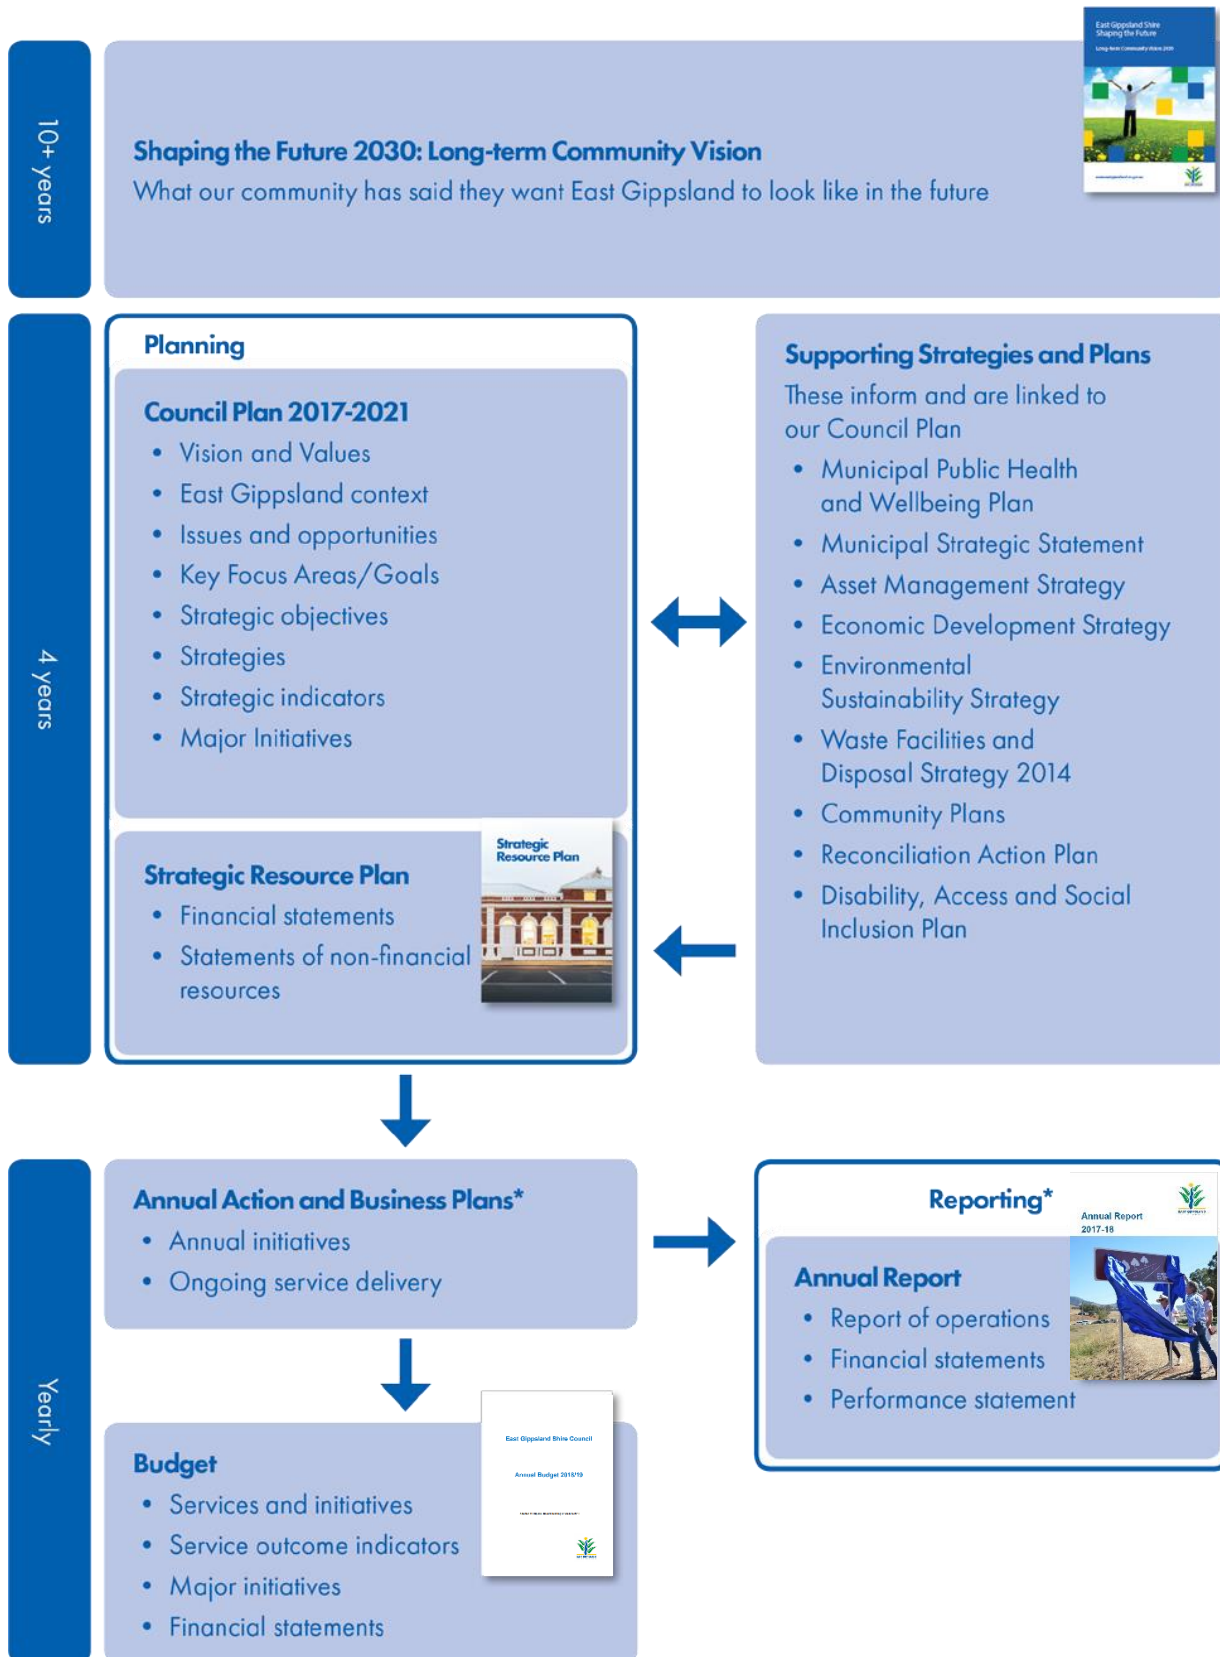 East Gippsland Shire
Shaping the Future
Long-term Community Vision 2030
10+ years
Shaping the Future 2030: Long-term Community Vision
What our community has said they want East Gippsland to look like in the future
4 years
Planning
Council Plan 2017-2021
• Vision and Values
• East Gippsland context
• Issues and opportunities
• Key Focus Areas/Goals
• Strategic objectives
• Strategies
• Strategic indicators
• Major Initiatives
Strategic Resource Plan
• Financial statements
• Statements of non-financial
resources
Strategic
Resource Plan
Supporting Strategies and Plans
These inform and are linked to
our Council Plan
• Municipal Public Health
and Wellbeing Plan
• Municipal Strategic Statement
• Asset Management Strategy
• Economic Development Strategy
• Environmental
Sustainability Strategy
• Waste Facilities and
Disposal Strategy 2014
• Community Plans
• Reconciliation Action Plan
• Disability, Access and Social
Inclusion Plan
Yearly
Annual Action and Business Plans*
• Annual initiatives
• Ongoing service delivery
Reporting*
Annual Report
2017-18
Annual Report
• Report of operations
• Financial statements
• Performance statement
Budget
• Services and initiatives
• Service outcome indicators
• Major initiatives
• Financial statements
East Gippsland Shire Council
Annual Budget 2018/19